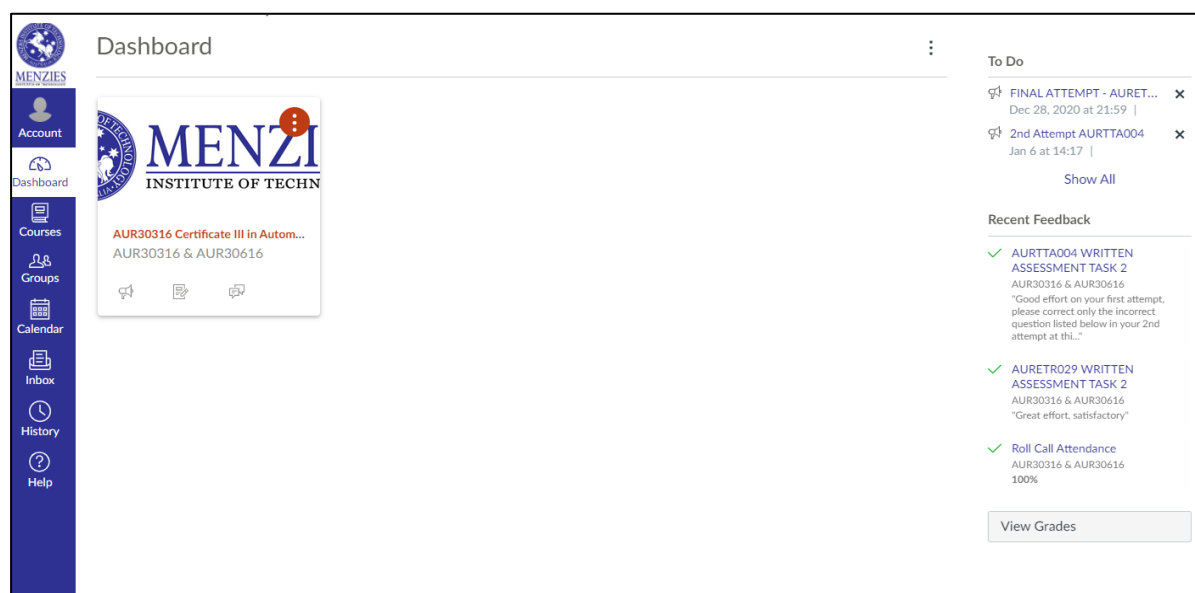 MENZIES
Account
Dashboard
Courses
Groups
Calendar
Inbox
History
Help
Dashboard
MENZI
INSTITUTE OF TECHN
AUR30316 Certificate III in Autom...
AUR30316 & AUR30616
To Do
FINAL ATTEMPT - AURET...
Dec 28, 2020 at 21:59 |
2nd Attempt AURTTA004
Jan 6 at 14:17 |
Show All
Recent Feedback
AURTTA004 WRITTEN
ASSESSMENT TASK 2
AUR30316 & AUR30616
"Good effort on your first attempt,
please correct only the incorrect
question listed below in your 2nd
attempt at thi..."
AURETR029 WRITTEN
ASSESSMENT TASK 2
AUR30316 & AUR30616
"Great effort, satisfactory"
Roll Call Attendance
AUR30316 & AUR30616
100%
View Grades